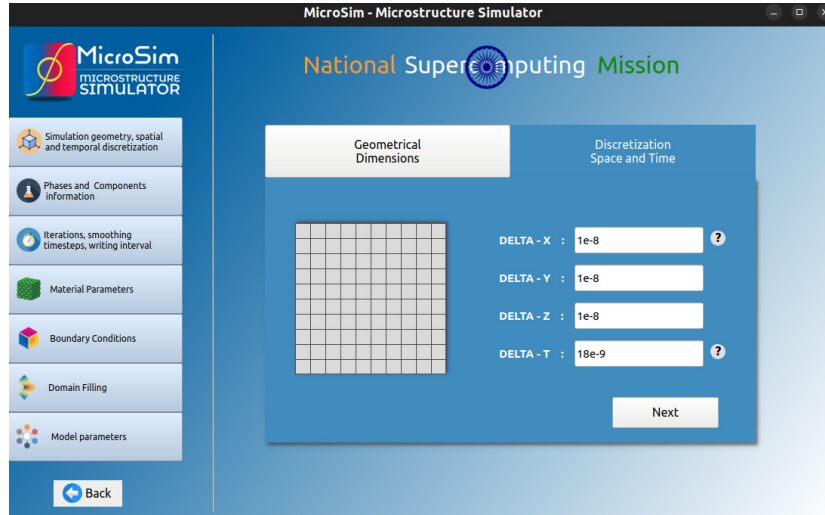 MicroSim - Microstructure Simulator
MicroSim
MICROSTRUCTURE
SIMULATOR
National Supercomputing Mission
Simulation geometry, spatial
and temporal discretization
Phases and Components
information
Iterations, smoothing
timesteps, writing interval
Material Parameters
Boundary Conditions
Domain Filling
Model parameters
Back
Geometrical
Dimensions
Discretization
Space and Time
DELTA - X : 1e-8 ?
DELTA - Y : 1e-8
DELTA - Z : 1e-8
DELTA - T : 18e-9 ?
Next